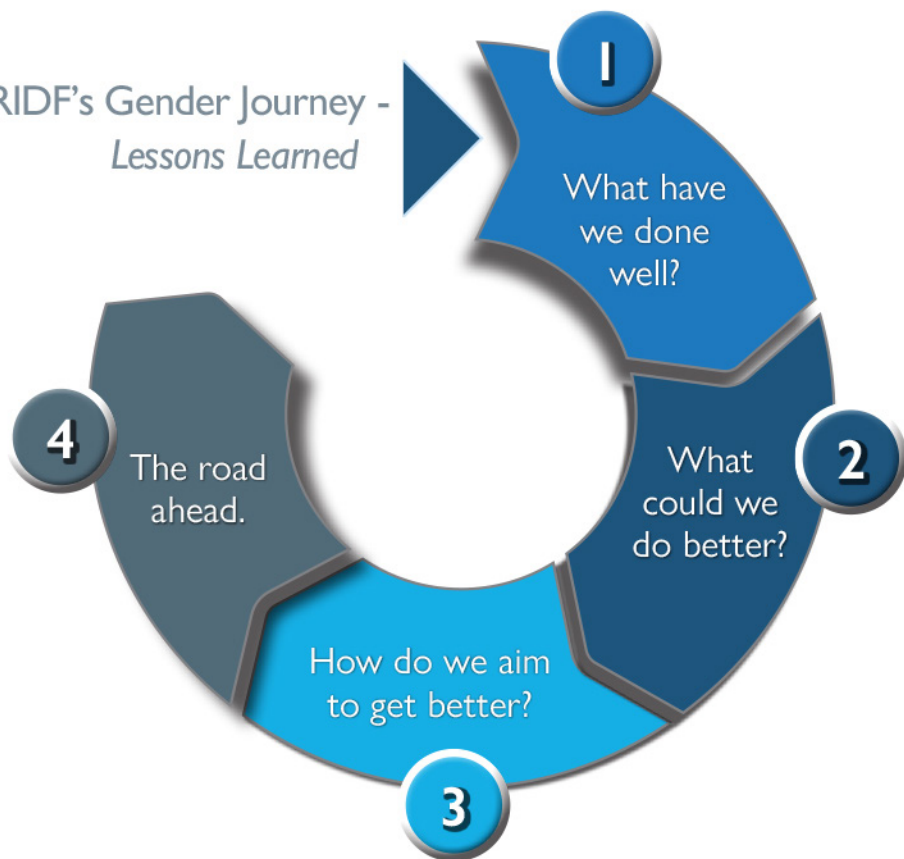 RIDF's Gender Journey -
Lessons Learned
1
What have
we done
well?
2
What
could we
do better?
3
How do we aim
to get better?
4
The road
ahead.